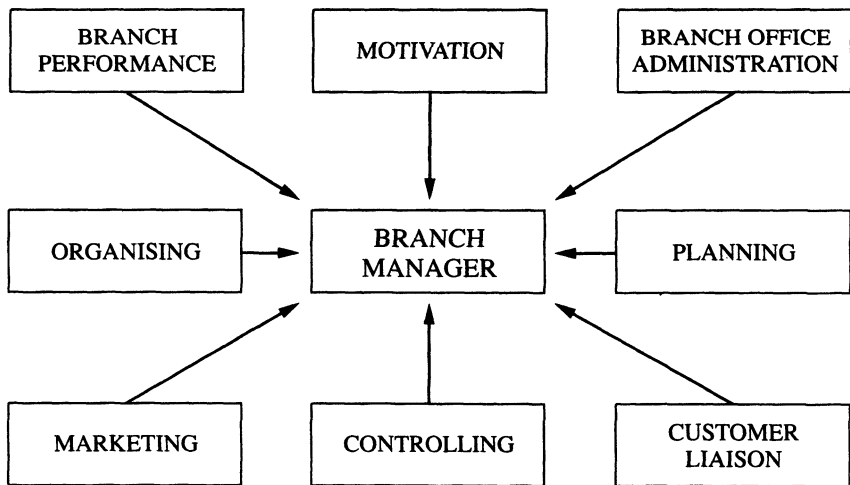 BRANCH
PERFORMANCE
MOTIVATION
BRANCH OFFICE
ADMINISTRATION
ORGANISING
BRANCH
MANAGER
PLANNING
MARKETING
CONTROLLING
CUSTOMER
LIAISON